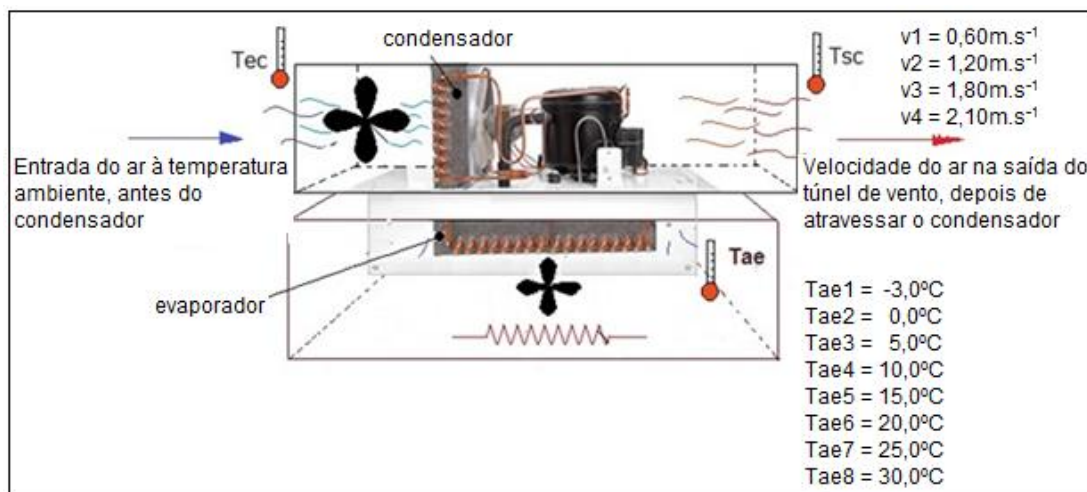 condensador
Tec
Tsc
v1 = 0,60m.s⁻¹
v2 = 1,20m.s⁻¹
v3 = 1,80m.s⁻¹
v4 = 2,10m.s⁻¹
Entrada do ar à temperatura
ambiente, antes do
condensador
Velocidade do ar na saída do
túnel de vento, depois de
atravessar o condensador
Tae
evaporador
Tae1 = -3,0ºC
Tae2 = 0,0ºC
Tae3 = 5,0ºC
Tae4 = 10,0ºC
Tae5 = 15,0ºC
Tae6 = 20,0ºC
Tae7 = 25,0ºC
Tae8 = 30,0ºC